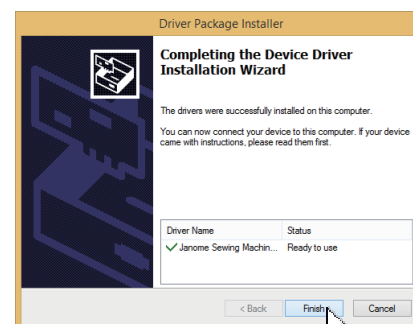 Driver Package Installer
Completing the Device Driver
Installation Wizard
The drivers were successfully installed on this computer.
You can now connect your device to this computer. If your device
came with instructions, please read them first.
Driver Name Status
Janome Sewing Machin... Ready to use
< Back Finish Cancel